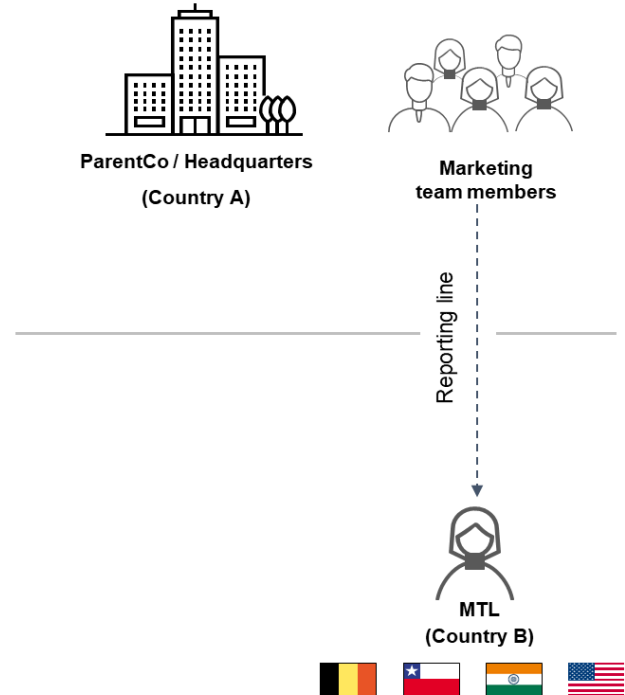 ParentCo / Headquarters
(Country A)
Marketing
team members
Reporting line
MTL
(Country B)